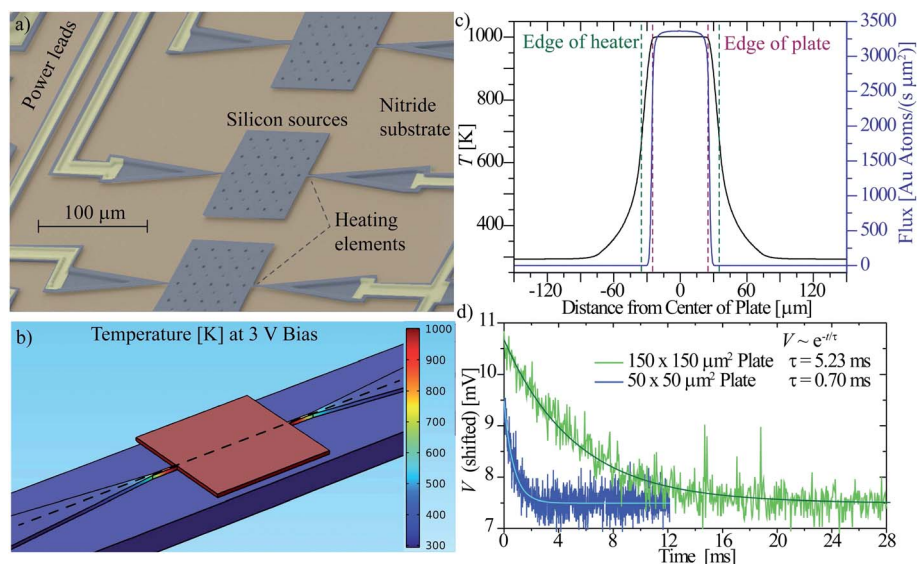 a)
Power leads
Silicon sources
Nitride
substrate
100 μm
Heating
elements
b)
Temperature [K] at 3 V Bias
1000
900
800
700
600
500
400
300
c)
Edge of heater
Edge of plate
T [K]
1000
800
600
400
Flux [Au Atoms/(s μm²)]
3500
3000
2500
2000
1500
1000
500
0
-120
-60
0
60
120
Distance from Center of Plate [μm]
d)
V (shifted) [mV]
11
10
9
8
7
V ~ e^-t/τ
150 x 150 μm² Plate
τ = 5.23 ms
50 x 50 μm² Plate
τ = 0.70 ms
0
4
8
12
16
20
24
28
Time [ms]